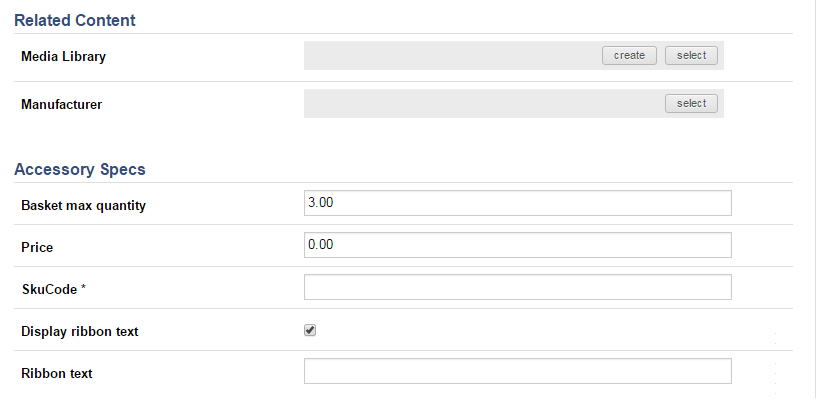 Related Content
Media Library create select
Manufacturer select
Accessory Specs
Basket max quantity 3.00
Price 0.00
SkuCode *
Display ribbon text
Ribbon text